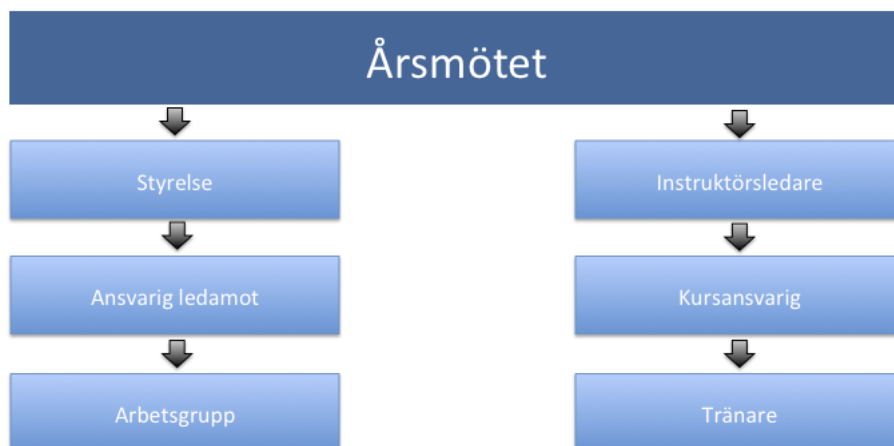 Årsmötet
Styrelse
Instruktörsledare
Ansvarig ledamot
Kursansvarig
Arbetsgrupp
Tränare